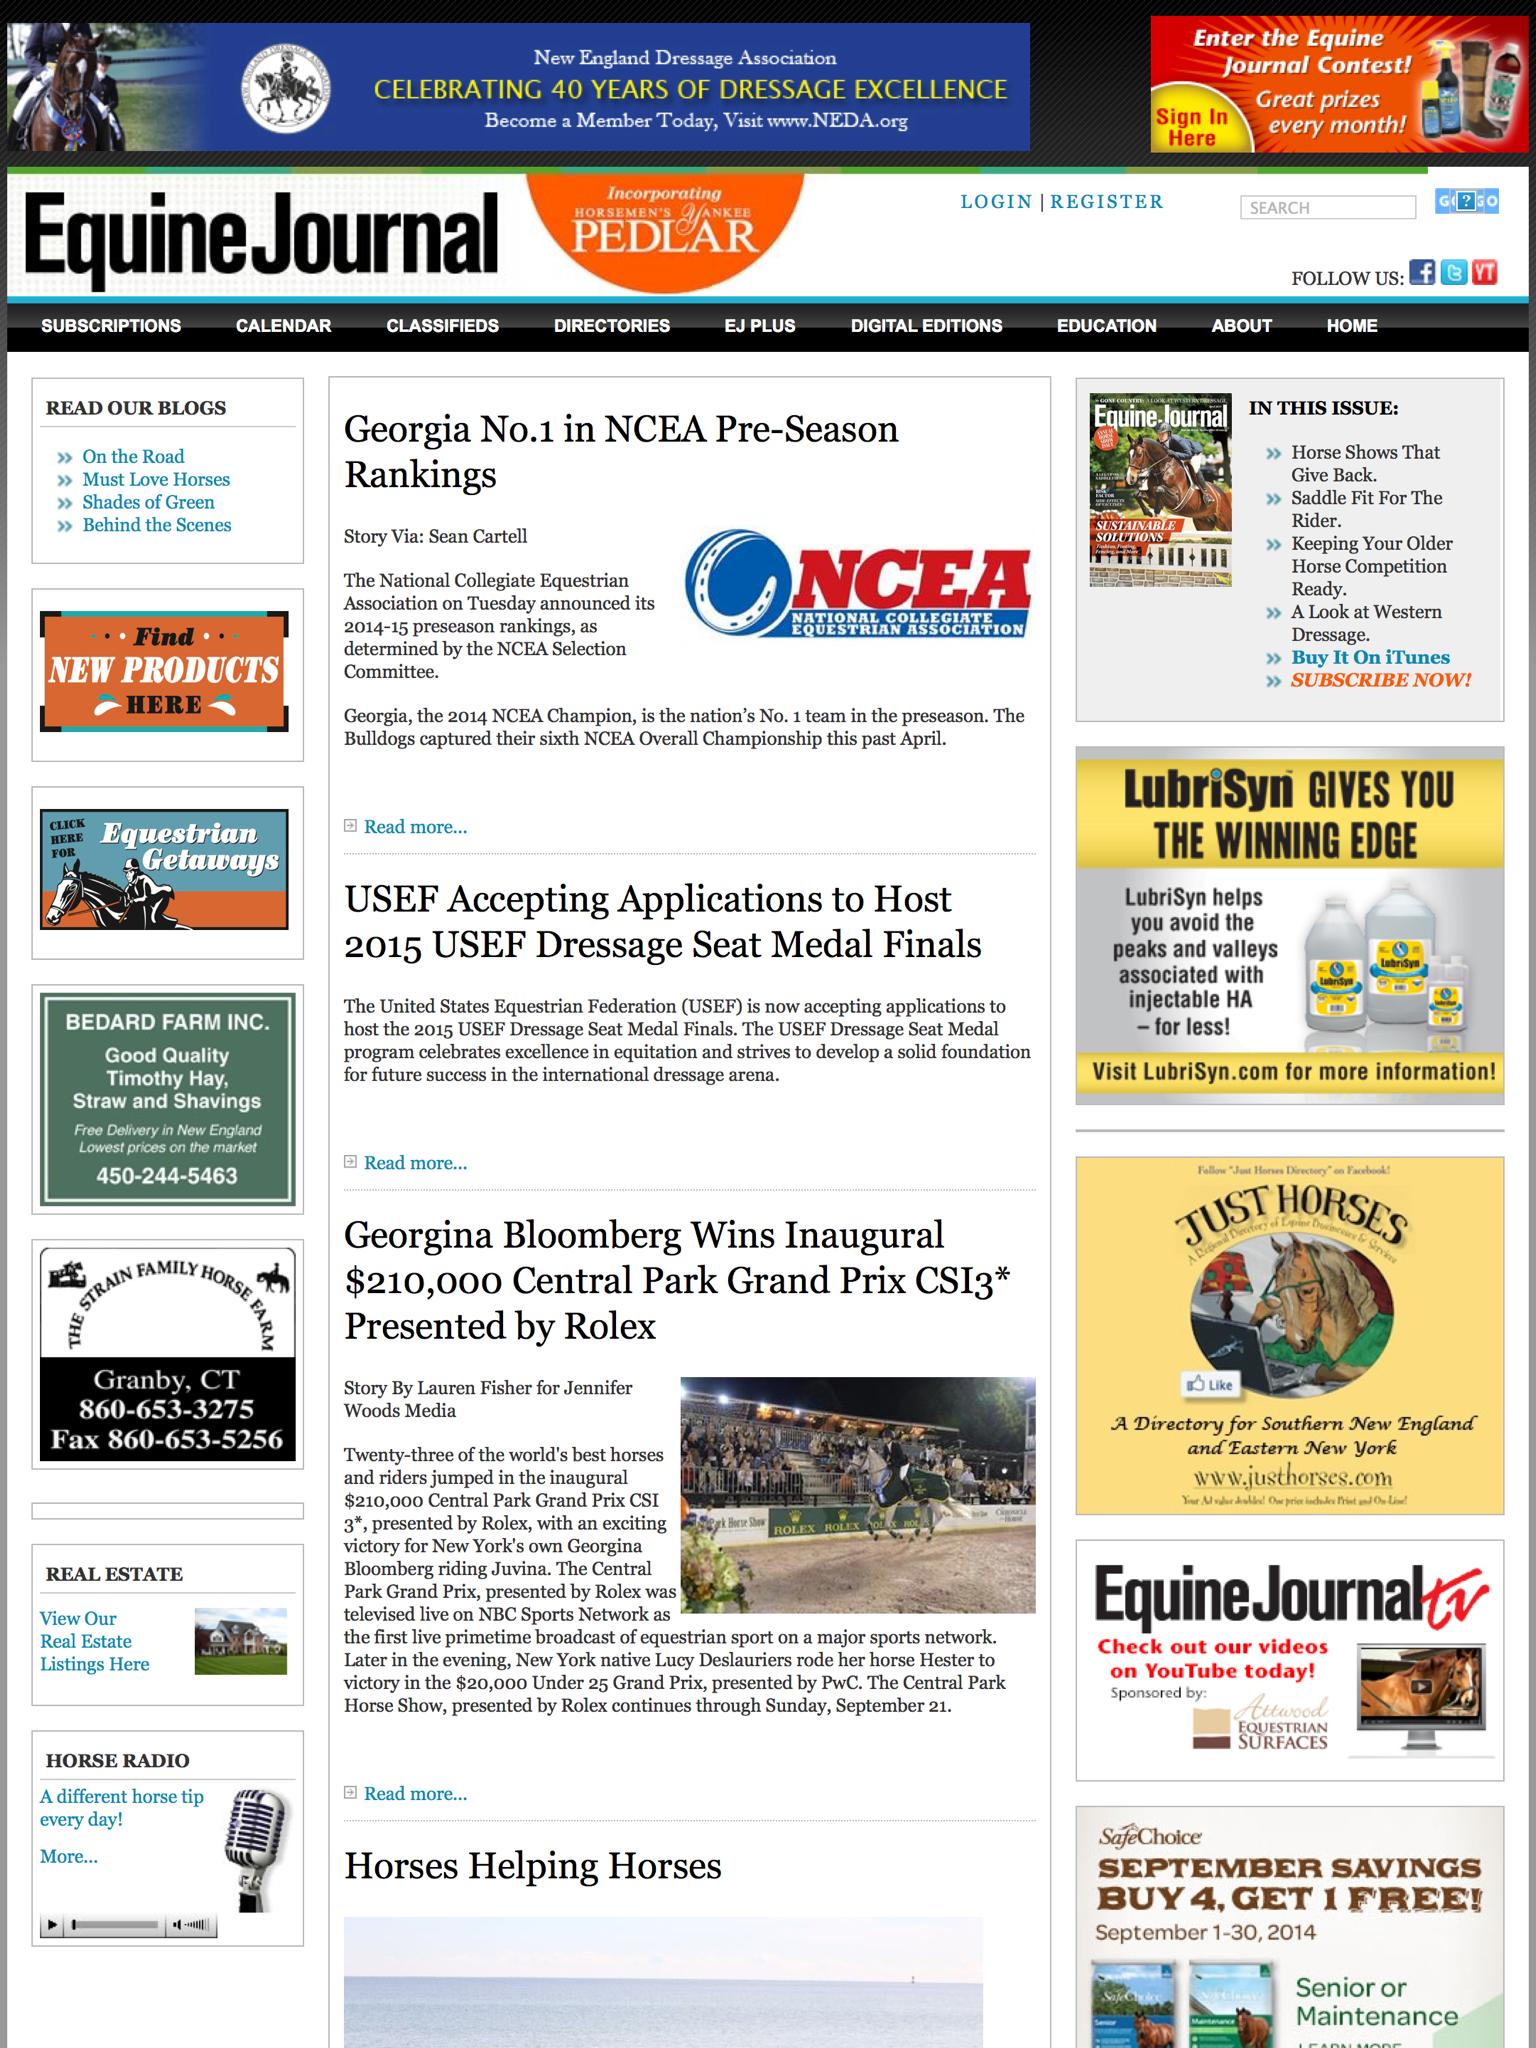 New England Dressage Association
CELEBRATING 40 YEARS OF DRESSAGE EXCELLENCE
Become a Member Today, Visit www.NEDA.org
Enter the Equine
Journal Contest!
Great prizes
every month!
Sign In
Here
Equine Journal
Incorporating
HORSEMEN'S YANKEE
PEDLAR
LOGIN | REGISTER
SEARCH
FOLLOW US:
SUBSCRIPTIONS CALENDAR CLASSIFIEDS DIRECTORIES EJ PLUS DIGITAL EDITIONS EDUCATION ABOUT HOME
READ OUR BLOGS
On the Road
Must Love Horses
Shades of Green
Behind the Scenes
Find
NEW PRODUCTS
HERE
CLICK
HERE
FOR
Equestrian
Getaways
BEDARD FARM INC.
Good Quality
Timothy Hay,
Straw and Shavings
Free Delivery in New England
Lowest prices on the market
450-244-5463
THE STRAIN FAMILY HORSE FARM
Granby, CT
860-653-3275
Fax 860-653-5256
REAL ESTATE
View Our
Real Estate
Listings Here
HORSE RADIO
A different horse tip
every day!
More...
Georgia No.1 in NCEA Pre-Season
Rankings
Story Via: Sean Cartell
NCEA
NATIONAL COLLEGIATE
EQUESTRIAN ASSOCIATION
The National Collegiate Equestrian
Association on Tuesday announced its
2014-15 preseason rankings, as
determined by the NCEA Selection
Committee.
Georgia, the 2014 NCEA Champion, is the nation’s No. 1 team in the preseason. The
Bulldogs captured their sixth NCEA Overall Championship this past April.
Read more...
USEF Accepting Applications to Host
2015 USEF Dressage Seat Medal Finals
The United States Equestrian Federation (USEF) is now accepting applications to
host the 2015 USEF Dressage Seat Medal Finals. The USEF Dressage Seat Medal
program celebrates excellence in equitation and strives to develop a solid foundation
for future success in the international dressage arena.
Read more...
Georgina Bloomberg Wins Inaugural
$210,000 Central Park Grand Prix CSI3*
Presented by Rolex
Story By Lauren Fisher for Jennifer
Woods Media
Twenty-three of the world's best horses
and riders jumped in the inaugural
$210,000 Central Park Grand Prix CSI
3*, presented by Rolex, with an exciting
victory for New York's own Georgina
Bloomberg riding Juvina. The Central
Park Grand Prix, presented by Rolex was
televised live on NBC Sports Network as
the first live primetime broadcast of equestrian sport on a major sports network.
Later in the evening, New York native Lucy Deslauriers rode her horse Hester to
victory in the $20,000 Under 25 Grand Prix, presented by PwC. The Central Park
Horse Show, presented by Rolex continues through Sunday, September 21.
Park Horse Show ROLEX ROLEX ROLEX ROL
Read more...
Horses Helping Horses
Equine Journal
SUSTAINABLE
SOLUTIONS
IN THIS ISSUE:
Horse Shows That
Give Back.
Saddle Fit For The
Rider.
Keeping Your Older
Horse Competition
Ready.
A Look at Western
Dressage.
Buy It On iTunes
SUBSCRIBE NOW!
LubriSyn GIVES YOU
THE WINNING EDGE
LubriSyn helps
you avoid the
peaks and valleys
associated with
injectable HA
– for less!
LubriSyn
LubriSyn
LubriSyn
Visit LubriSyn.com for more information!
Follow "Just Horses Directory" on Facebook!
JUST HORSES
A Regional Directory of Equine Businesses & Services
Like
A Directory for Southern New England
and Eastern New York
www.justhorses.com
Your Ad value doubles! One price includes Print and On-Line!
Equine Journal tv
Check out our videos
on YouTube today!
Sponsored by:
Attwood
EQUESTRIAN
SURFACES
SafeChoice
SEPTEMBER SAVINGS
BUY 4, GET 1 FREE!
September 1-30, 2014
SafeChoice
Senior
SafeChoice
Maintenance
Senior or
Maintenance
LEARN MORE